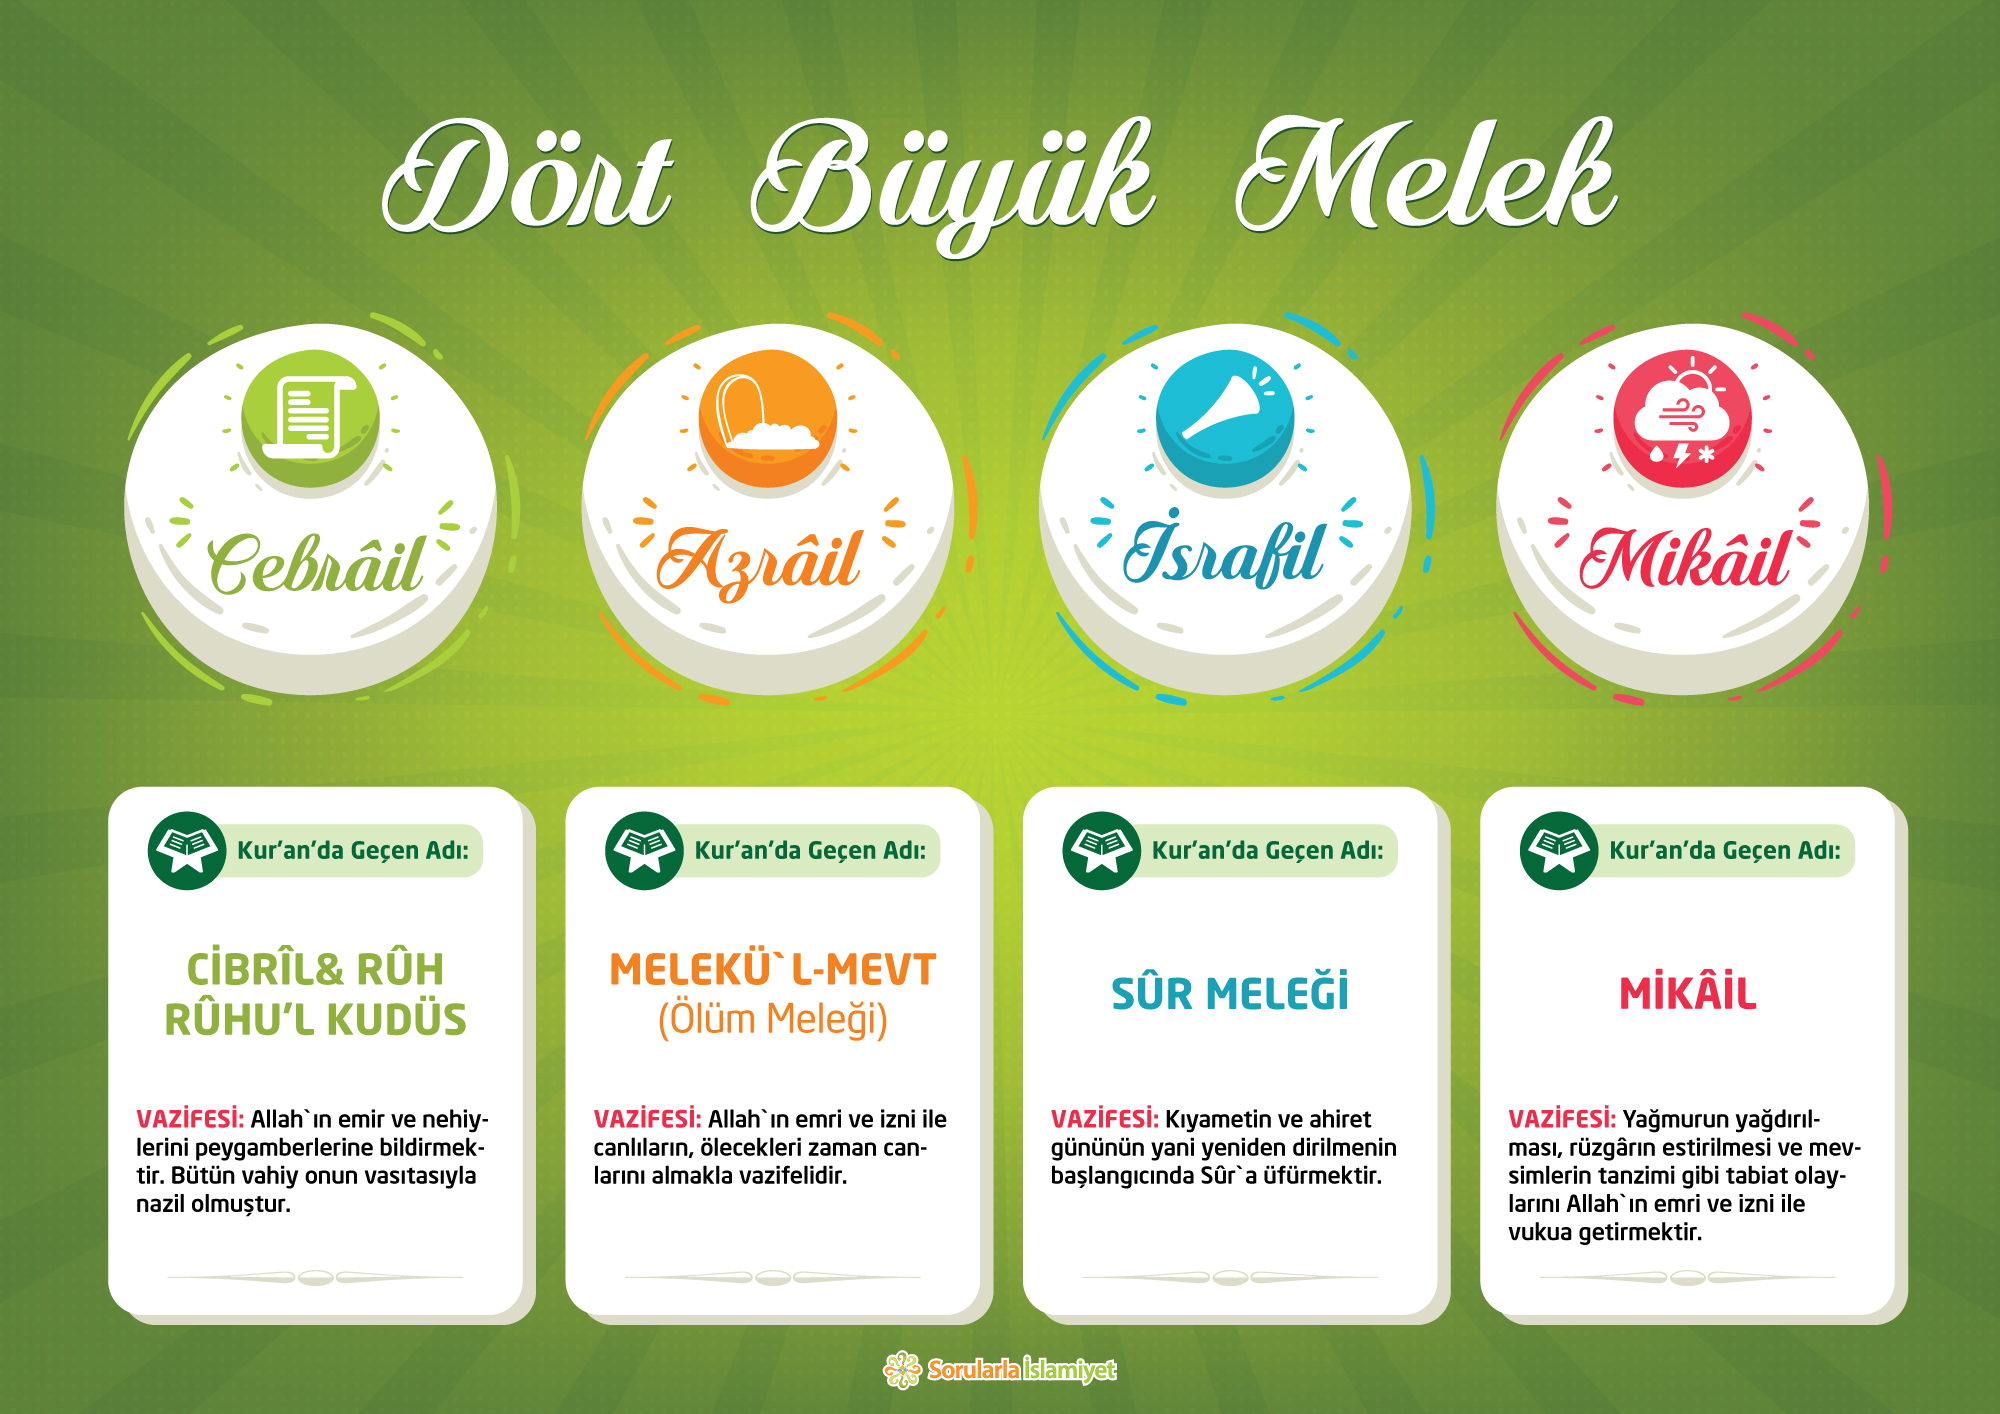 Dört Büyük Melek
Cebrâil
Azrâil
İsrafil
Mikâil
Kur’an’da Geçen Adı:
CİBRÎL& RÛH
RÛHU’L KUDÜS
VAZİFESİ: Allah`ın emir ve nehiy-
lerini peygamberlerine bildirmek-
tir. Bütün vahiy onun vasıtasıyla
nazil olmuştur.
Kur’an’da Geçen Adı:
MELEKÜ`L-MEVT
(Ölüm Meleği)
VAZİFESİ: Allah`ın emri ve izni ile
canlıların, ölecekleri zaman can-
larını almakla vazifelidir.
Kur’an’da Geçen Adı:
SÛR MELEĞİ
VAZİFESİ: Kıyametin ve ahiret
gününün yani yeniden dirilmenin
başlangıcında Sûr`a üfürmektir.
Kur’an’da Geçen Adı:
MİKÂİL
VAZİFESİ: Yağmurun yağdırıl-
ması, rüzgârın estirilmesi ve mev-
simlerin tanzimi gibi tabiat olay-
larını Allah`ın emri ve izni ile
vukua getirmektir.
Sorularla İslamiyet